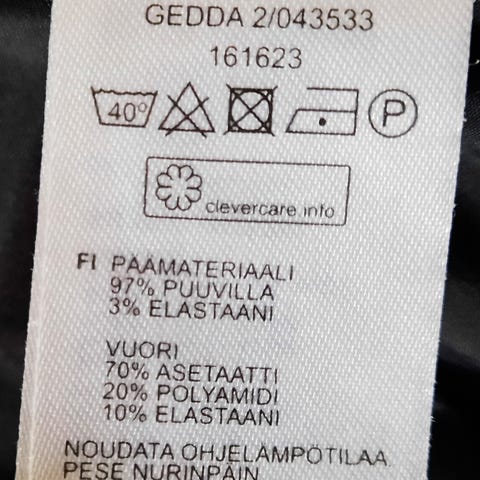 GEDDA 2/043533
161623
40°
P
clevercare.info
FI PÄÄMATERIAALI
97% PUUVILLA
3% ELASTAANI
VUORI
70% ASETAATTI
20% POLYAMIDI
10% ELASTAANI
NOUDATA OHJELÄMPÖTILAA
PESE NURINPÄIN